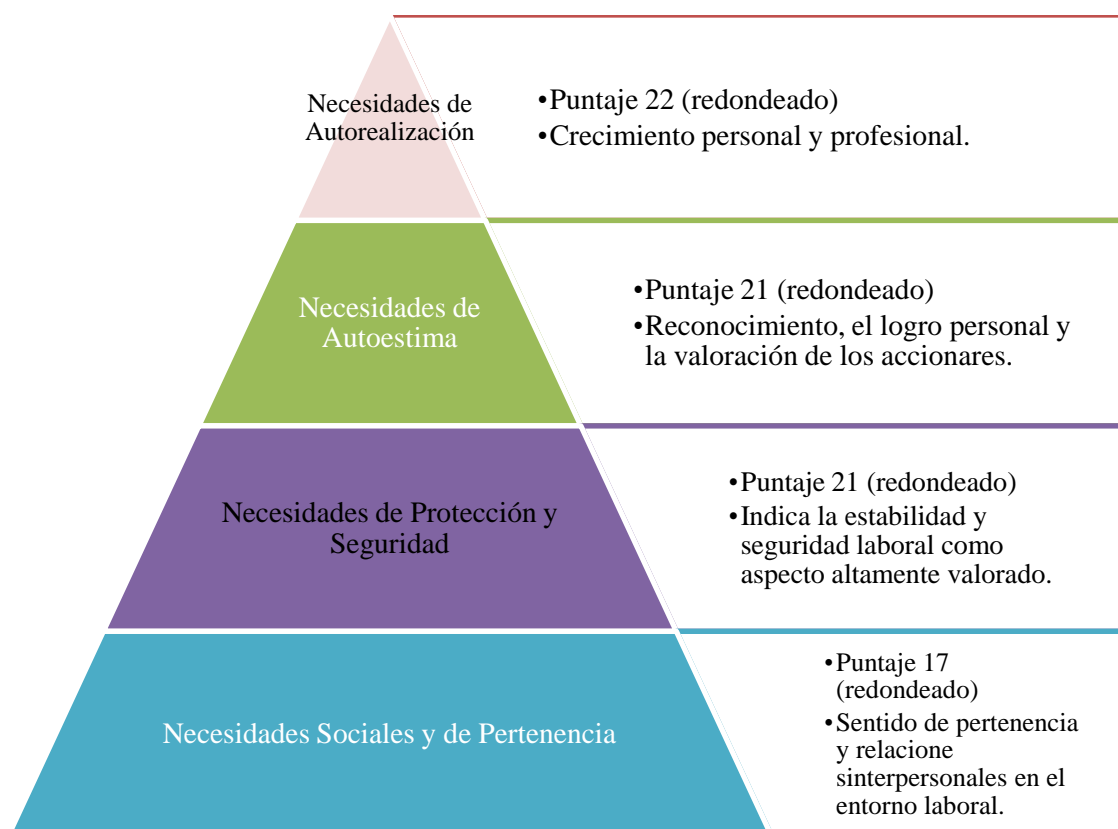 Necesidades de
Autorealización
•Puntaje 22 (redondeado)
•Crecimiento personal y profesional.
Necesidades de
Autoestima
•Puntaje 21 (redondeado)
•Reconocimiento, el logro personal y
la valoración de los accionares.
Necesidades de Protección y
Seguridad
•Puntaje 21 (redondeado)
•Indica la estabilidad y
seguridad laboral como
aspecto altamente valorado.
Necesidades Sociales y de Pertenencia
•Puntaje 17
(redondeado)
•Sentido de pertenencia
y relacione
sinterpersonales en el
entorno laboral.